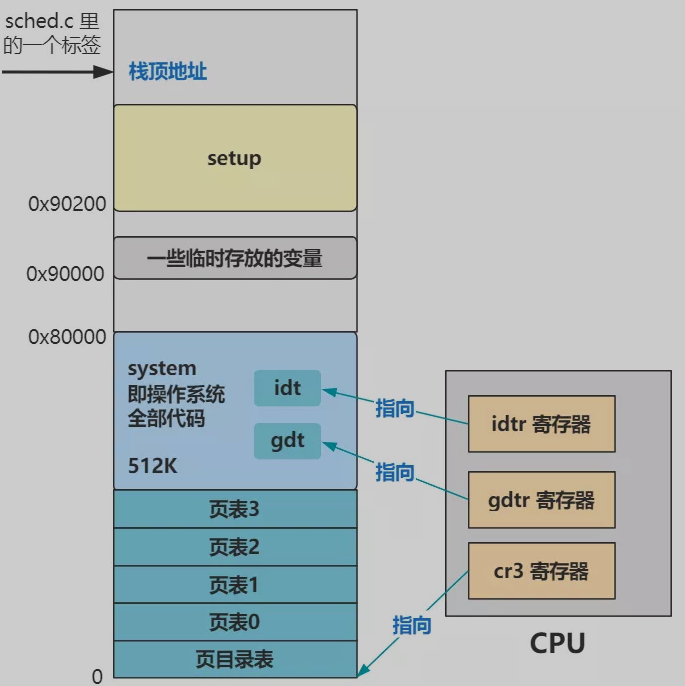 sched.c 里
的一个标签
栈顶地址
setup
0x90200
一些临时存放的变量
0x90000
0x80000
system
即操作系统
全部代码
512K
idt
gdt
指向
指向
idtr 寄存器
gdtr 寄存器
cr3 寄存器
指向
CPU
页表3
页表2
页表1
页表0
页目录表
0